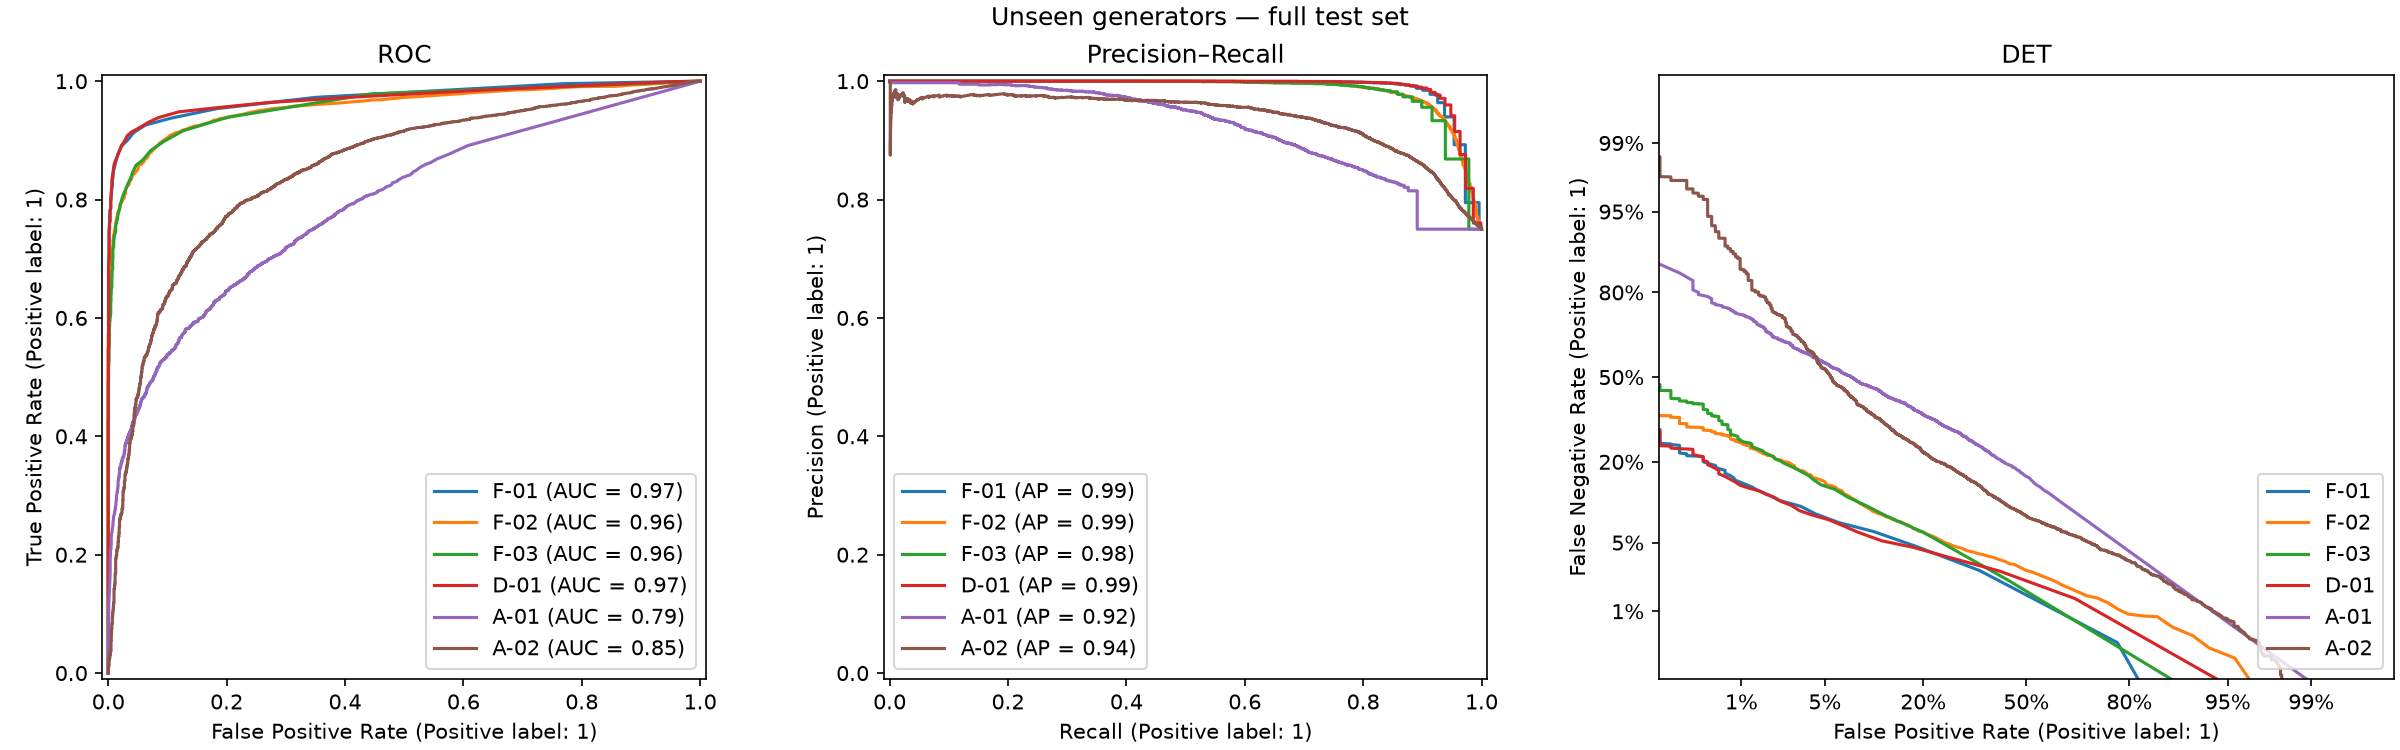 Unseen generators — full test set
ROC
True Positive Rate (Positive label: 1)
1.0
0.8
0.6
0.4
0.2
0.0
0.0 0.2 0.4 0.6 0.8 1.0
False Positive Rate (Positive label: 1)
F-01 (AUC = 0.97)
F-02 (AUC = 0.96)
F-03 (AUC = 0.96)
D-01 (AUC = 0.97)
A-01 (AUC = 0.79)
A-02 (AUC = 0.85)
Precision–Recall
Precision (Positive label: 1)
1.0
0.8
0.6
0.4
0.2
0.0
0.0 0.2 0.4 0.6 0.8 1.0
Recall (Positive label: 1)
F-01 (AP = 0.99)
F-02 (AP = 0.99)
F-03 (AP = 0.98)
D-01 (AP = 0.99)
A-01 (AP = 0.92)
A-02 (AP = 0.94)
DET
False Negative Rate (Positive label: 1)
99%
95%
80%
50%
20%
5%
1%
1% 5% 20% 50% 80% 95% 99%
False Positive Rate (Positive label: 1)
F-01
F-02
F-03
D-01
A-01
A-02